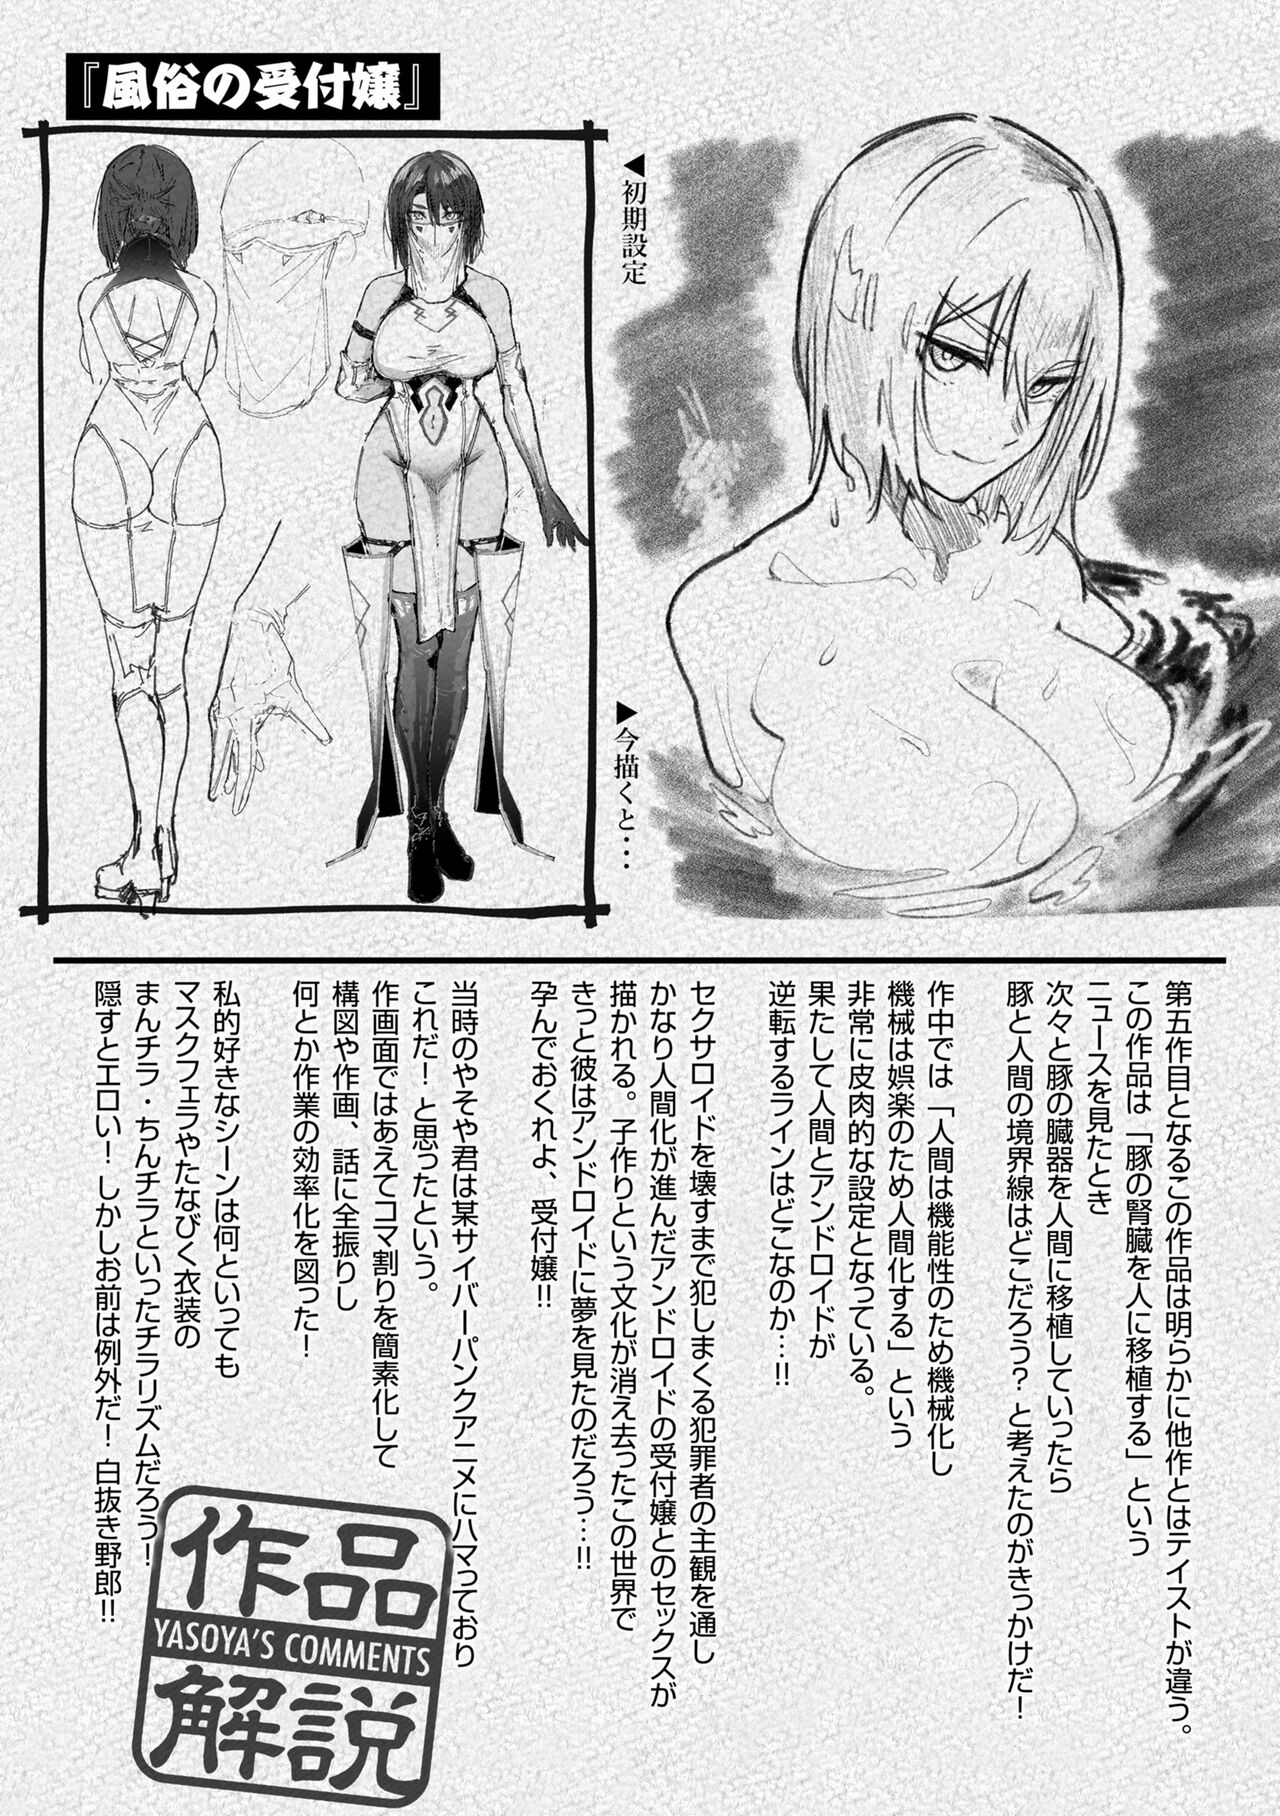 『風俗の受付嬢』
◀初期設定
▶今描くと・・・
第五作目となるこの作品は明らかに他作とはテイストが違う。
この作品は「豚の腎臓を人に移植する」という
ニュースを見たとき
次々と豚の臓器を人間に移植していったら
豚と人間の境界線はどこだろう?と考えたのがきっかけだ!
作中では「人間は機能性のため機械化し
機械は娯楽のため人間化する」という
非常に皮肉的な設定となっている。
果たして人間とアンドロイドが
逆転するラインはどこなのか…!!
セクサロイドを壊すまで犯しまくる犯罪者の主観を通し
かなり人間化が進んだアンドロイドの受付嬢とのセックスが
描かれる。子作りという文化が消え去ったこの世界で
きっと彼はアンドロイドに夢を見たのだろう…!!
孕んでおくれよ、受付嬢!!
当時のやそや君は某サイバーパンクアニメにハマっており
これだ!と思ったという。
作画面ではあえてコマ割りを簡素化して
構図や作画、話に全振りし
何とか作業の効率化を図った!
私的好きなシーンは何といっても
マスクフェラやたなびく衣装の
まんチラ・ちんチラといったチラリズムだろう!
隠すとエロい!しかしお前は例外だ!白抜き野郎!!
作品
YASOYA'S COMMENTS
解説